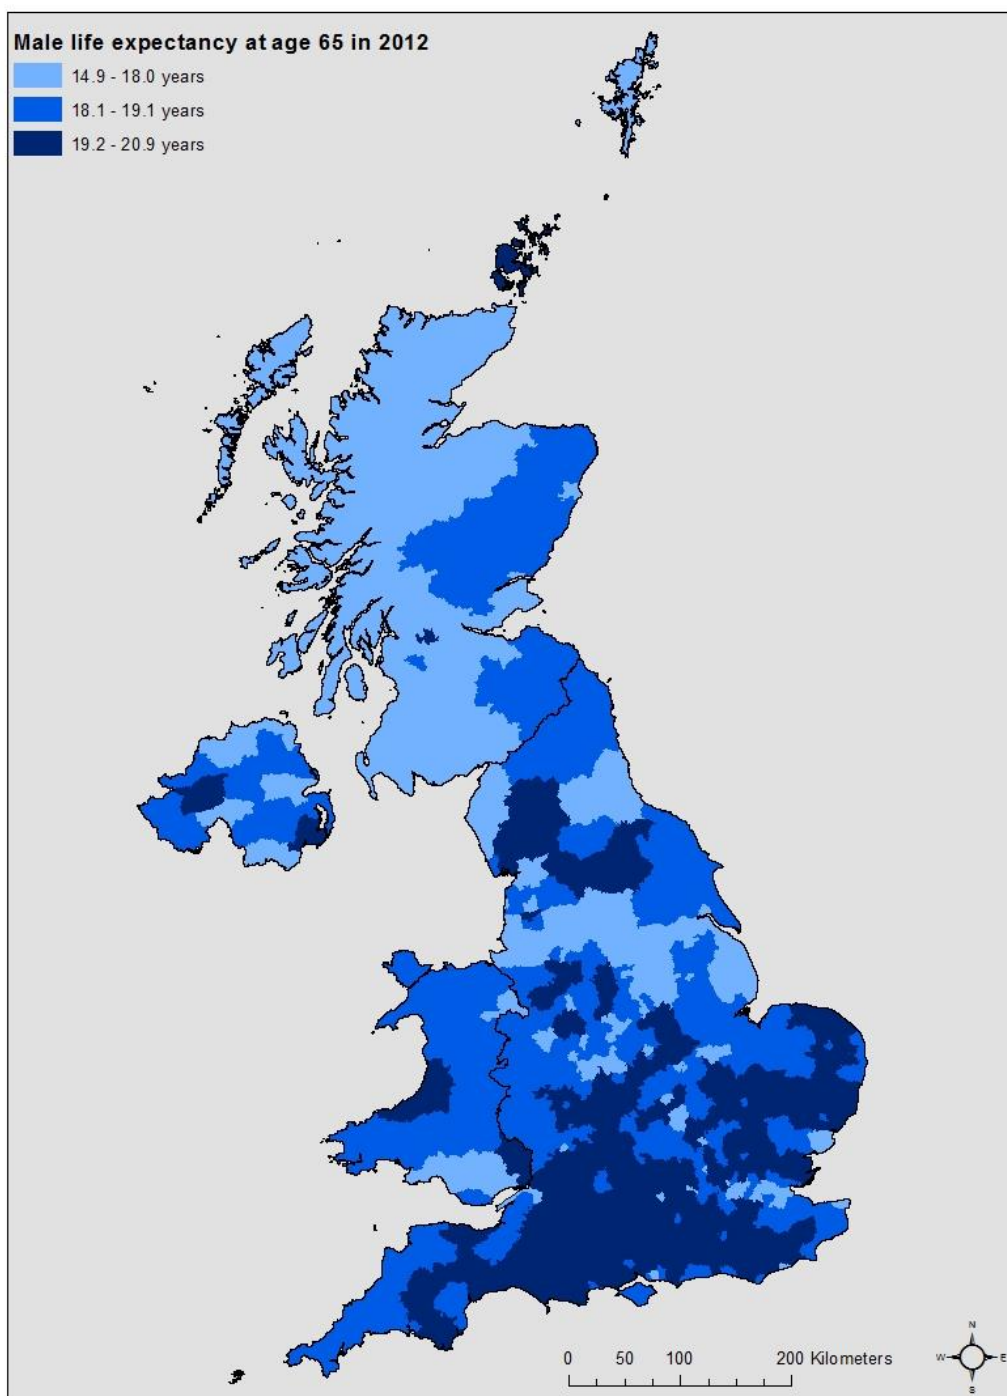 Male life expectancy at age 65 in 2012
14.9 - 18.0 years
18.1 - 19.1 years
19.2 - 20.9 years
N
W E
S
0 50 100 200 Kilometers